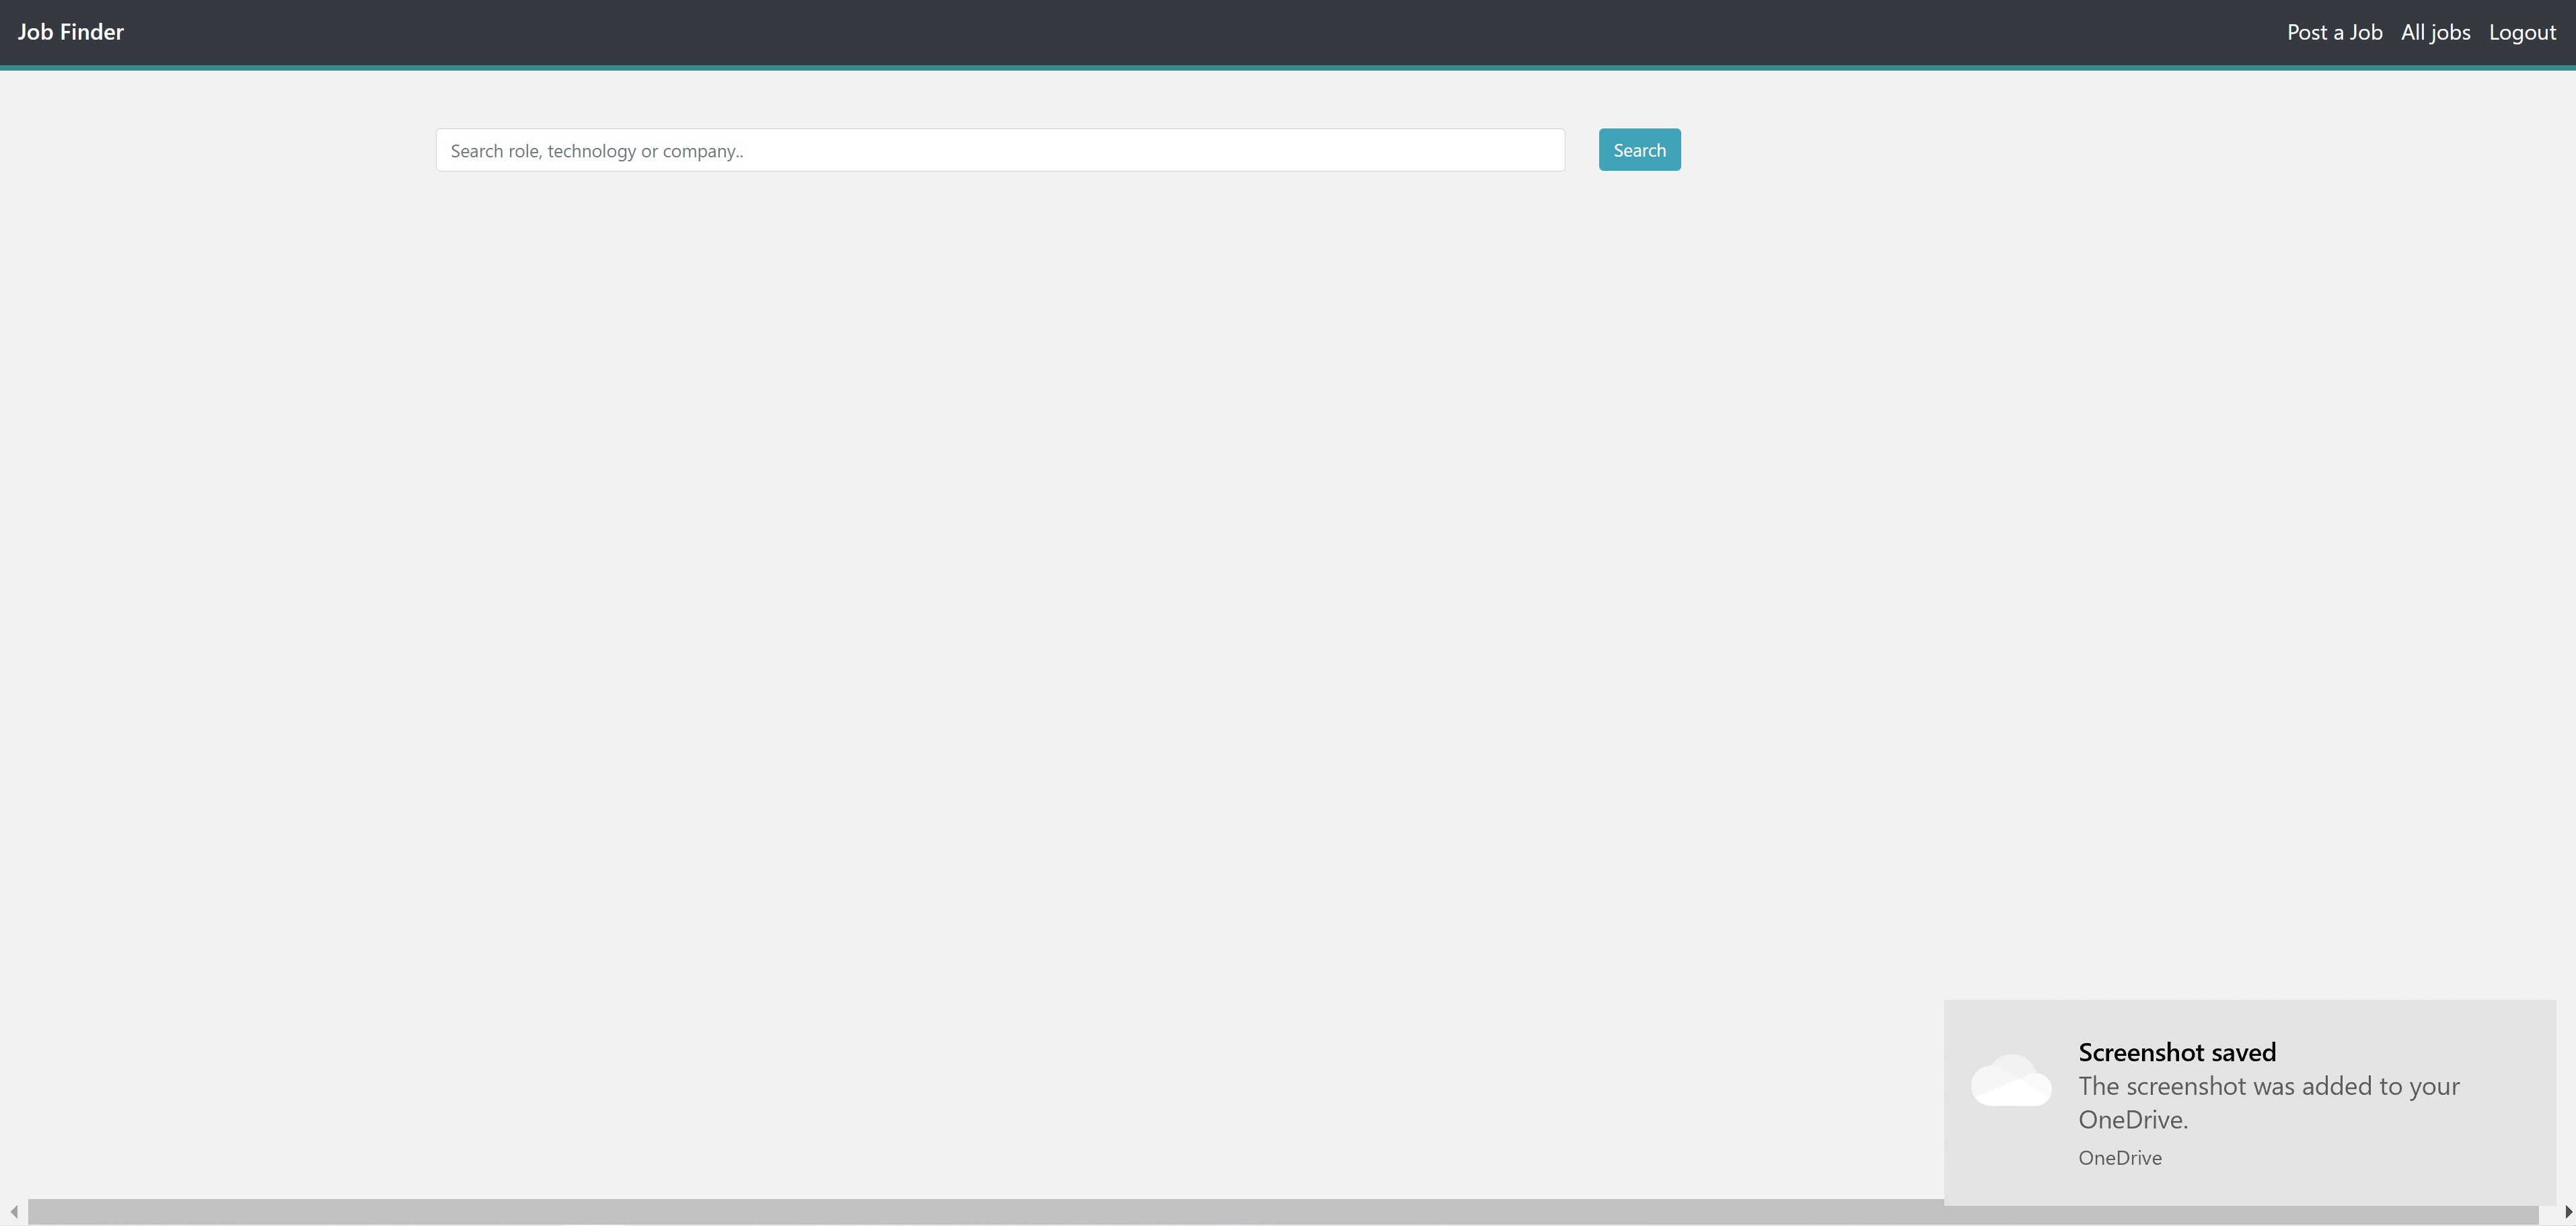 Job Finder
Post a Job All jobs Logout
Search role, technology or company..
Search
Screenshot saved
The screenshot was added to your
OneDrive.
OneDrive